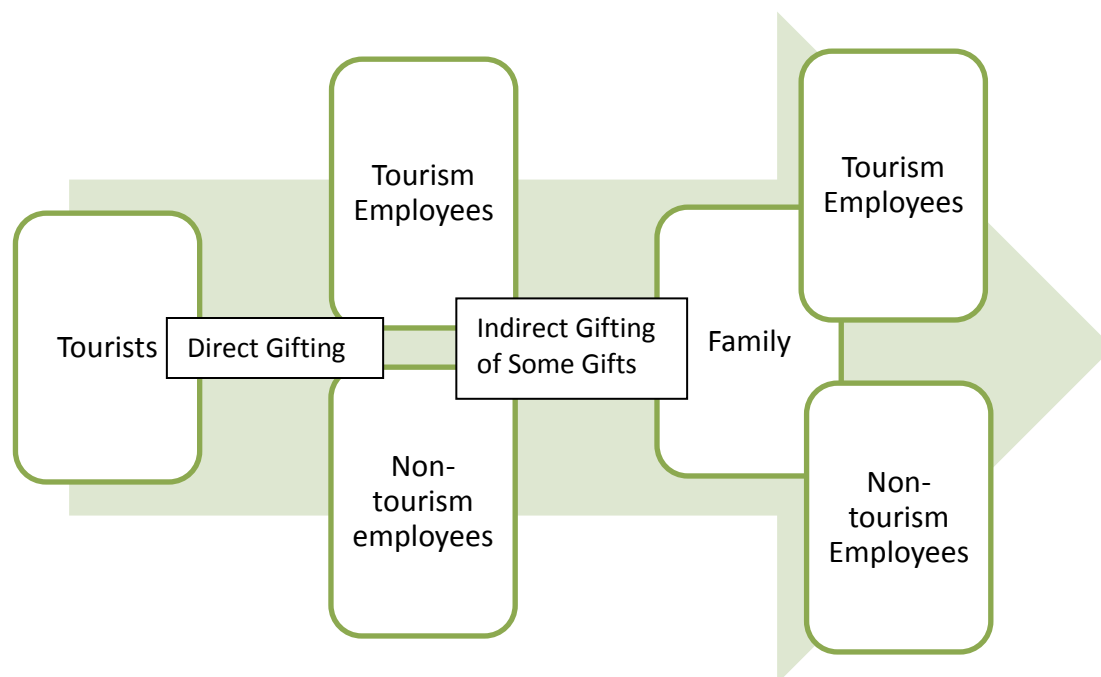 Tourists
Direct Gifting
Tourism
Employees
Non-
tourism
employees
Indirect Gifting
of Some Gifts
Family
Tourism
Employees
Non-
tourism
Employees